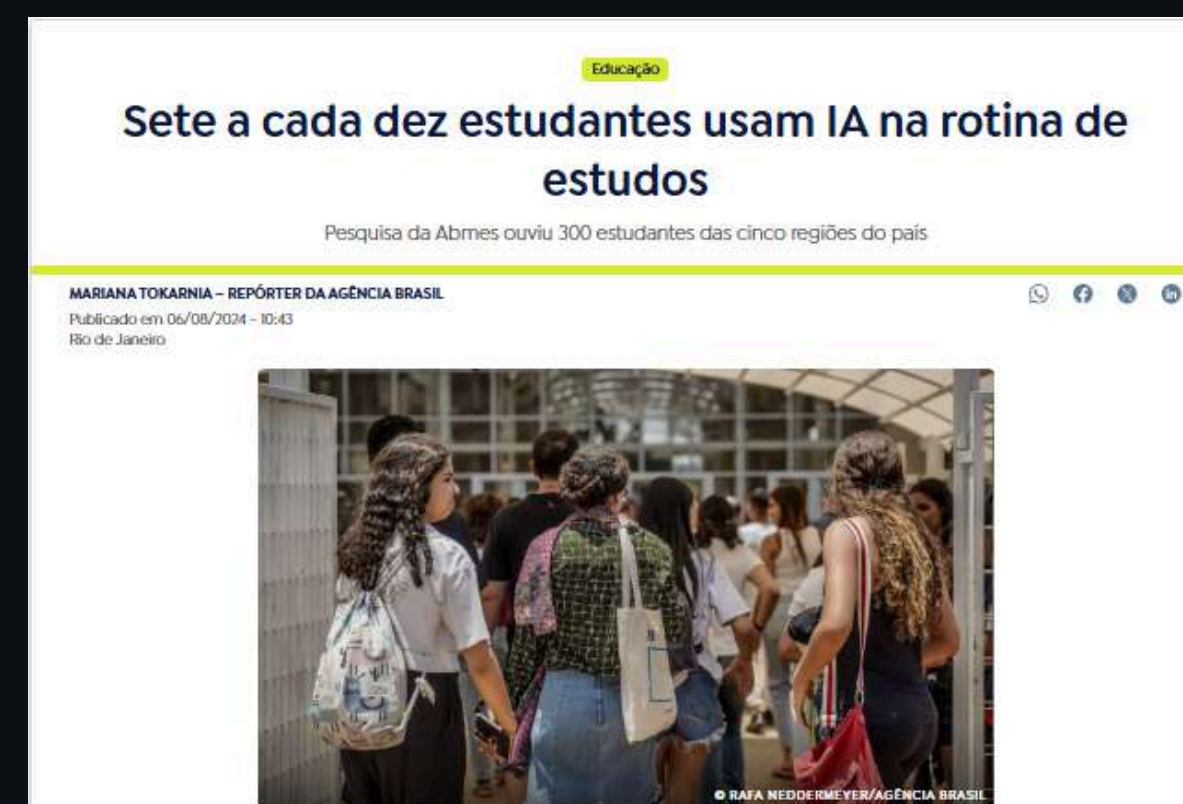 Educação
Sete a cada dez estudantes usam IA na rotina de
estudos
Pesquisa da Abmes ouviu 300 estudantes das cinco regiões do país
MARIANA TOKARNIA – REPÓRTER DA AGÊNCIA BRASIL
Publicado em 06/08/2024 - 10:43
Rio de Janeiro
© RAFA NEDDERMEYER/AGÊNCIA BRASIL